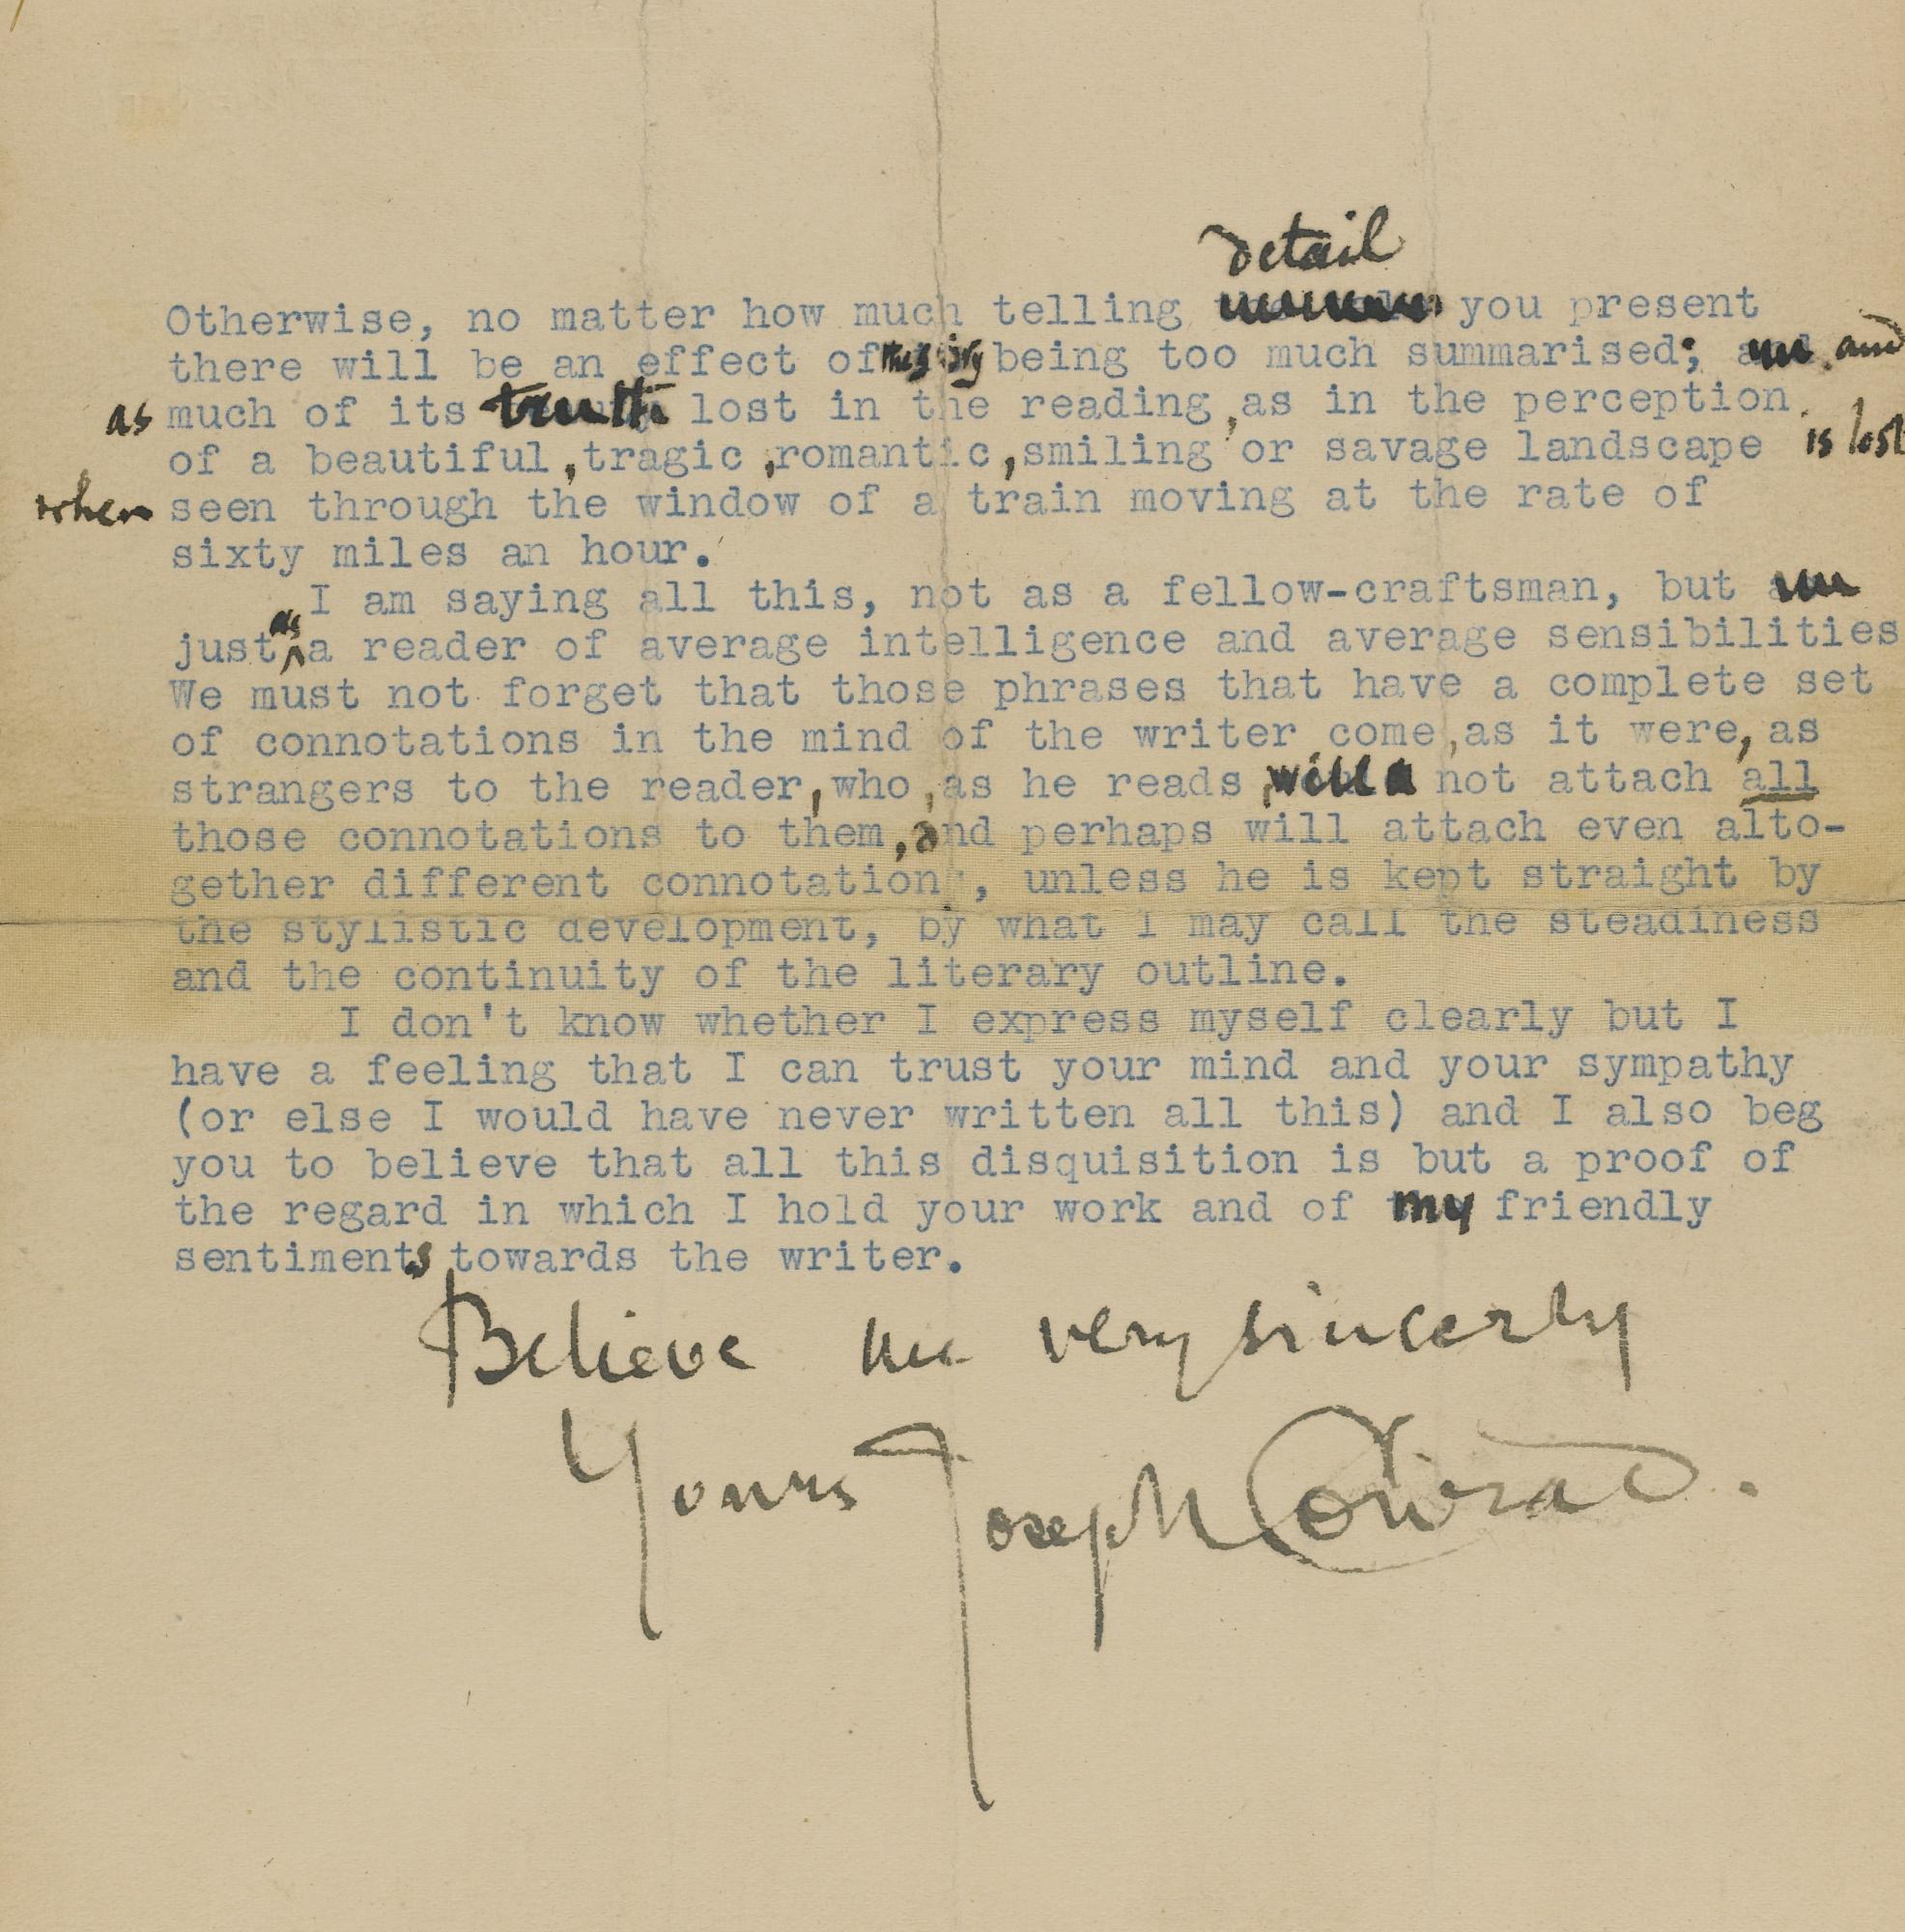 detail
Otherwise, no matter how much telling you present
there will be an effect of being too much summarised; and
as much of its truth lost in the reading, as in the perception
of a beautiful, tragic, romantic, smiling or savage landscape is lost
when seen through the window of a train moving at the rate of
sixty miles an hour.
I am saying all this, not as a fellow-craftsman, but
as
just a reader of average intelligence and average sensibilities
We must not forget that those phrases that have a complete set
of connotations in the mind of the writer, come, as it were, as
strangers to the reader, who, as he reads, will not attach all
those connotations to them, and perhaps will attach even alto-
gether different connotation, unless he is kept straight by
the stylistic development, by what I may call the steadiness
and the continuity of the literary outline.
I don't know whether I express myself clearly but I
have a feeling that I can trust your mind and your sympathy
(or else I would have never written all this) and I also beg
you to believe that all this disquisition is but a proof of
the regard in which I hold your work and of my friendly
sentiments towards the writer.
Believe me very sincerly
Yours Joseph Conrad.